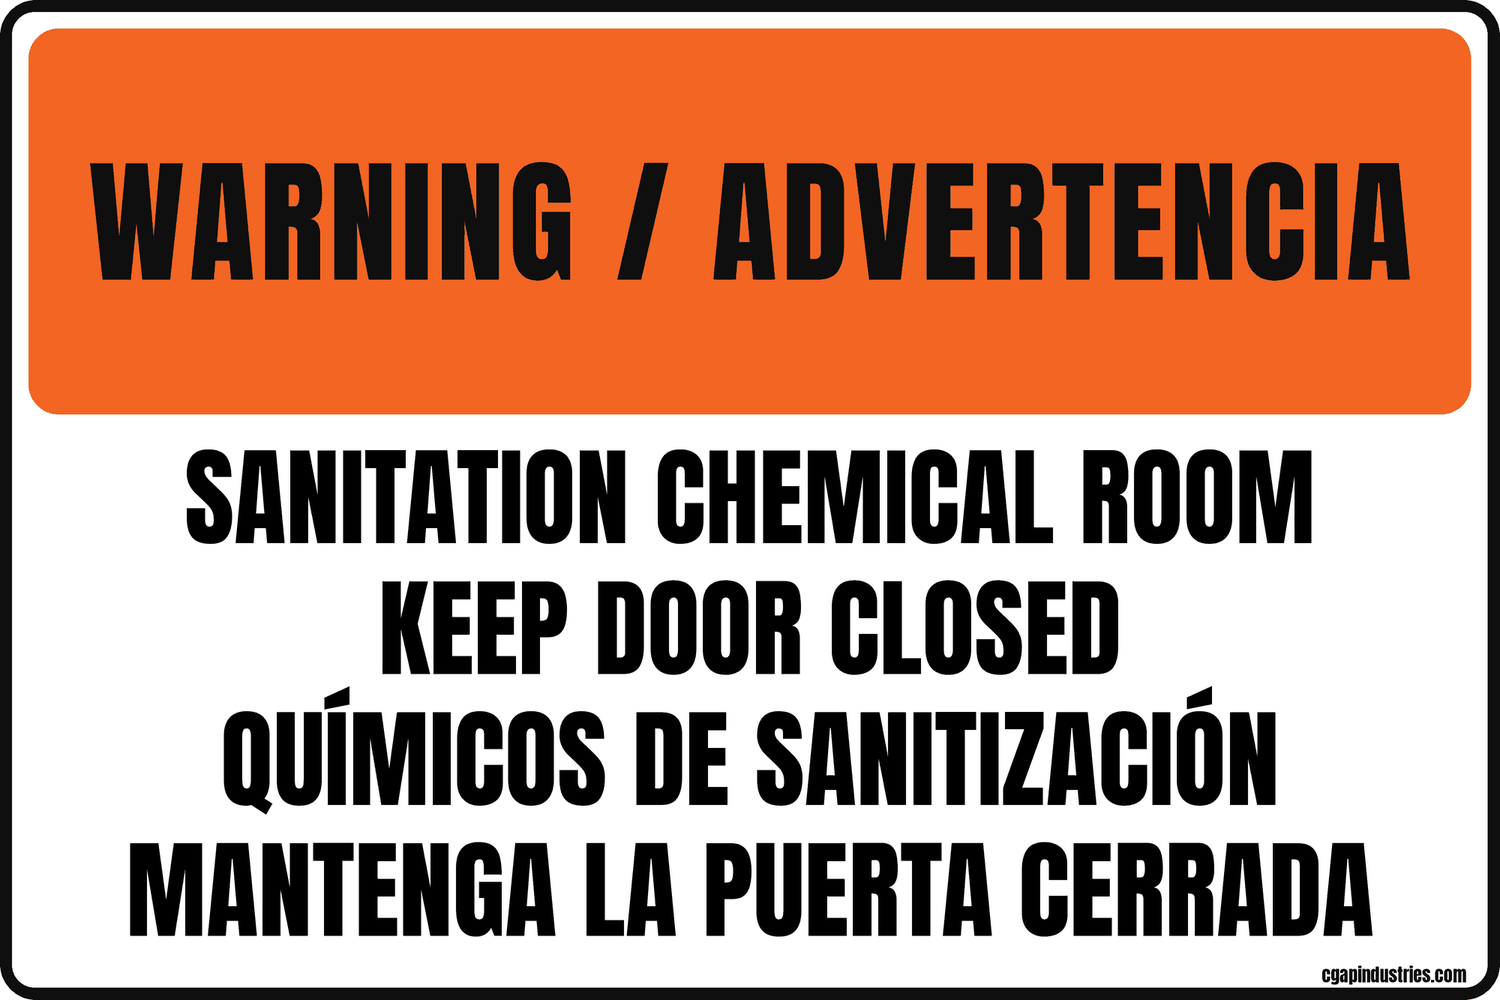 WARNING / ADVERTENCIA
SANITATION CHEMICAL ROOM
KEEP DOOR CLOSED
QUÍMICOS DE SANITIZACIÓN
MANTENGA LA PUERTA CERRADA
cgapindustries.com